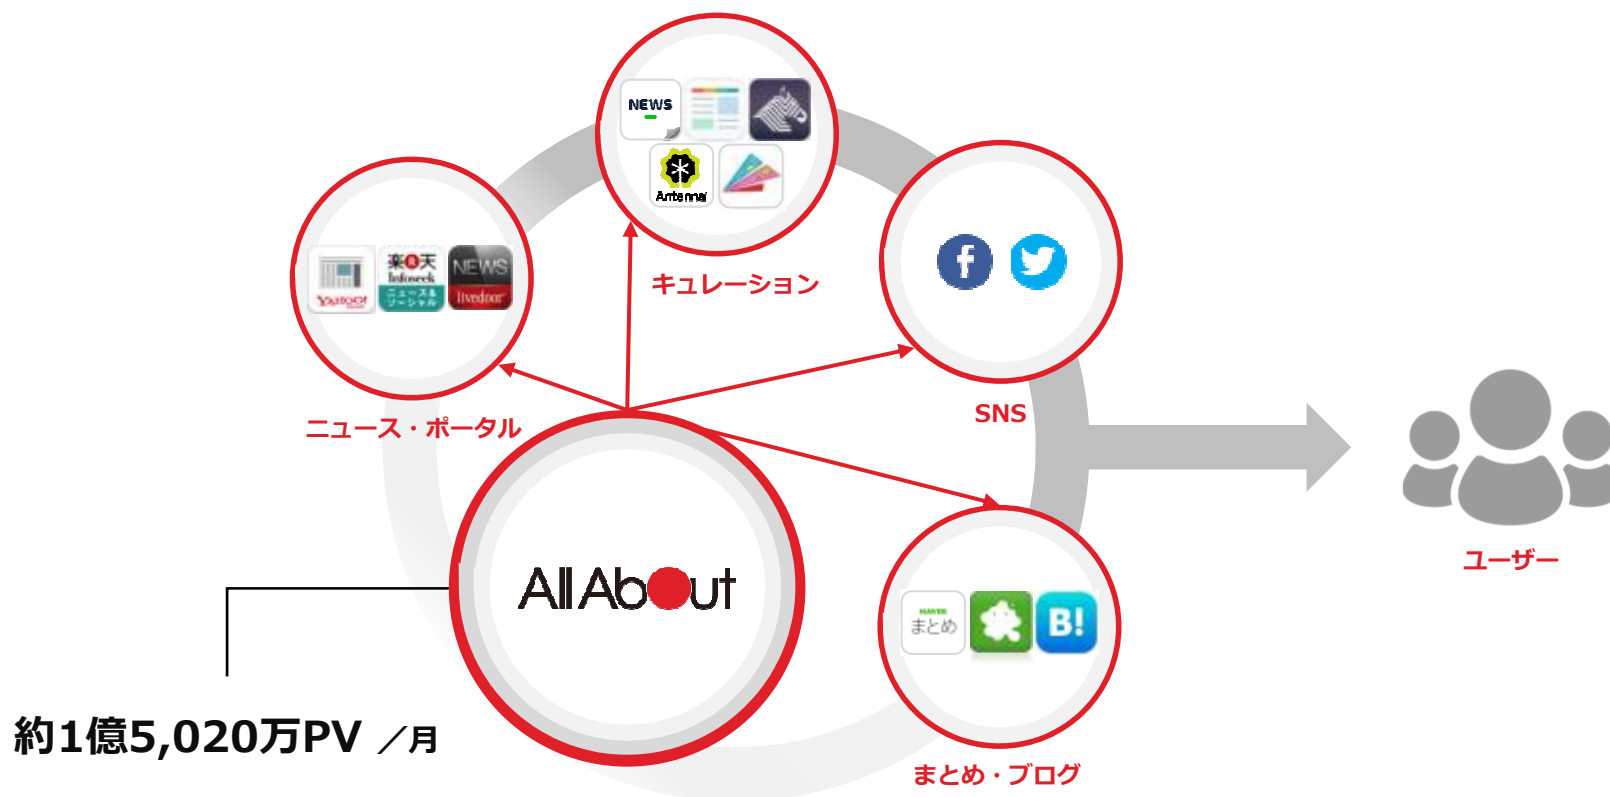 NEWS
Antenna
キュレーション
YAHOO!
楽天
Infoseek
ニュース&
ソーシャル
NEWS
livedoor
ニュース・ポータル
SNS
All About
NAVER
まとめ
B!
まとめ・ブログ
ユーザー
約1億5,020万PV ／月